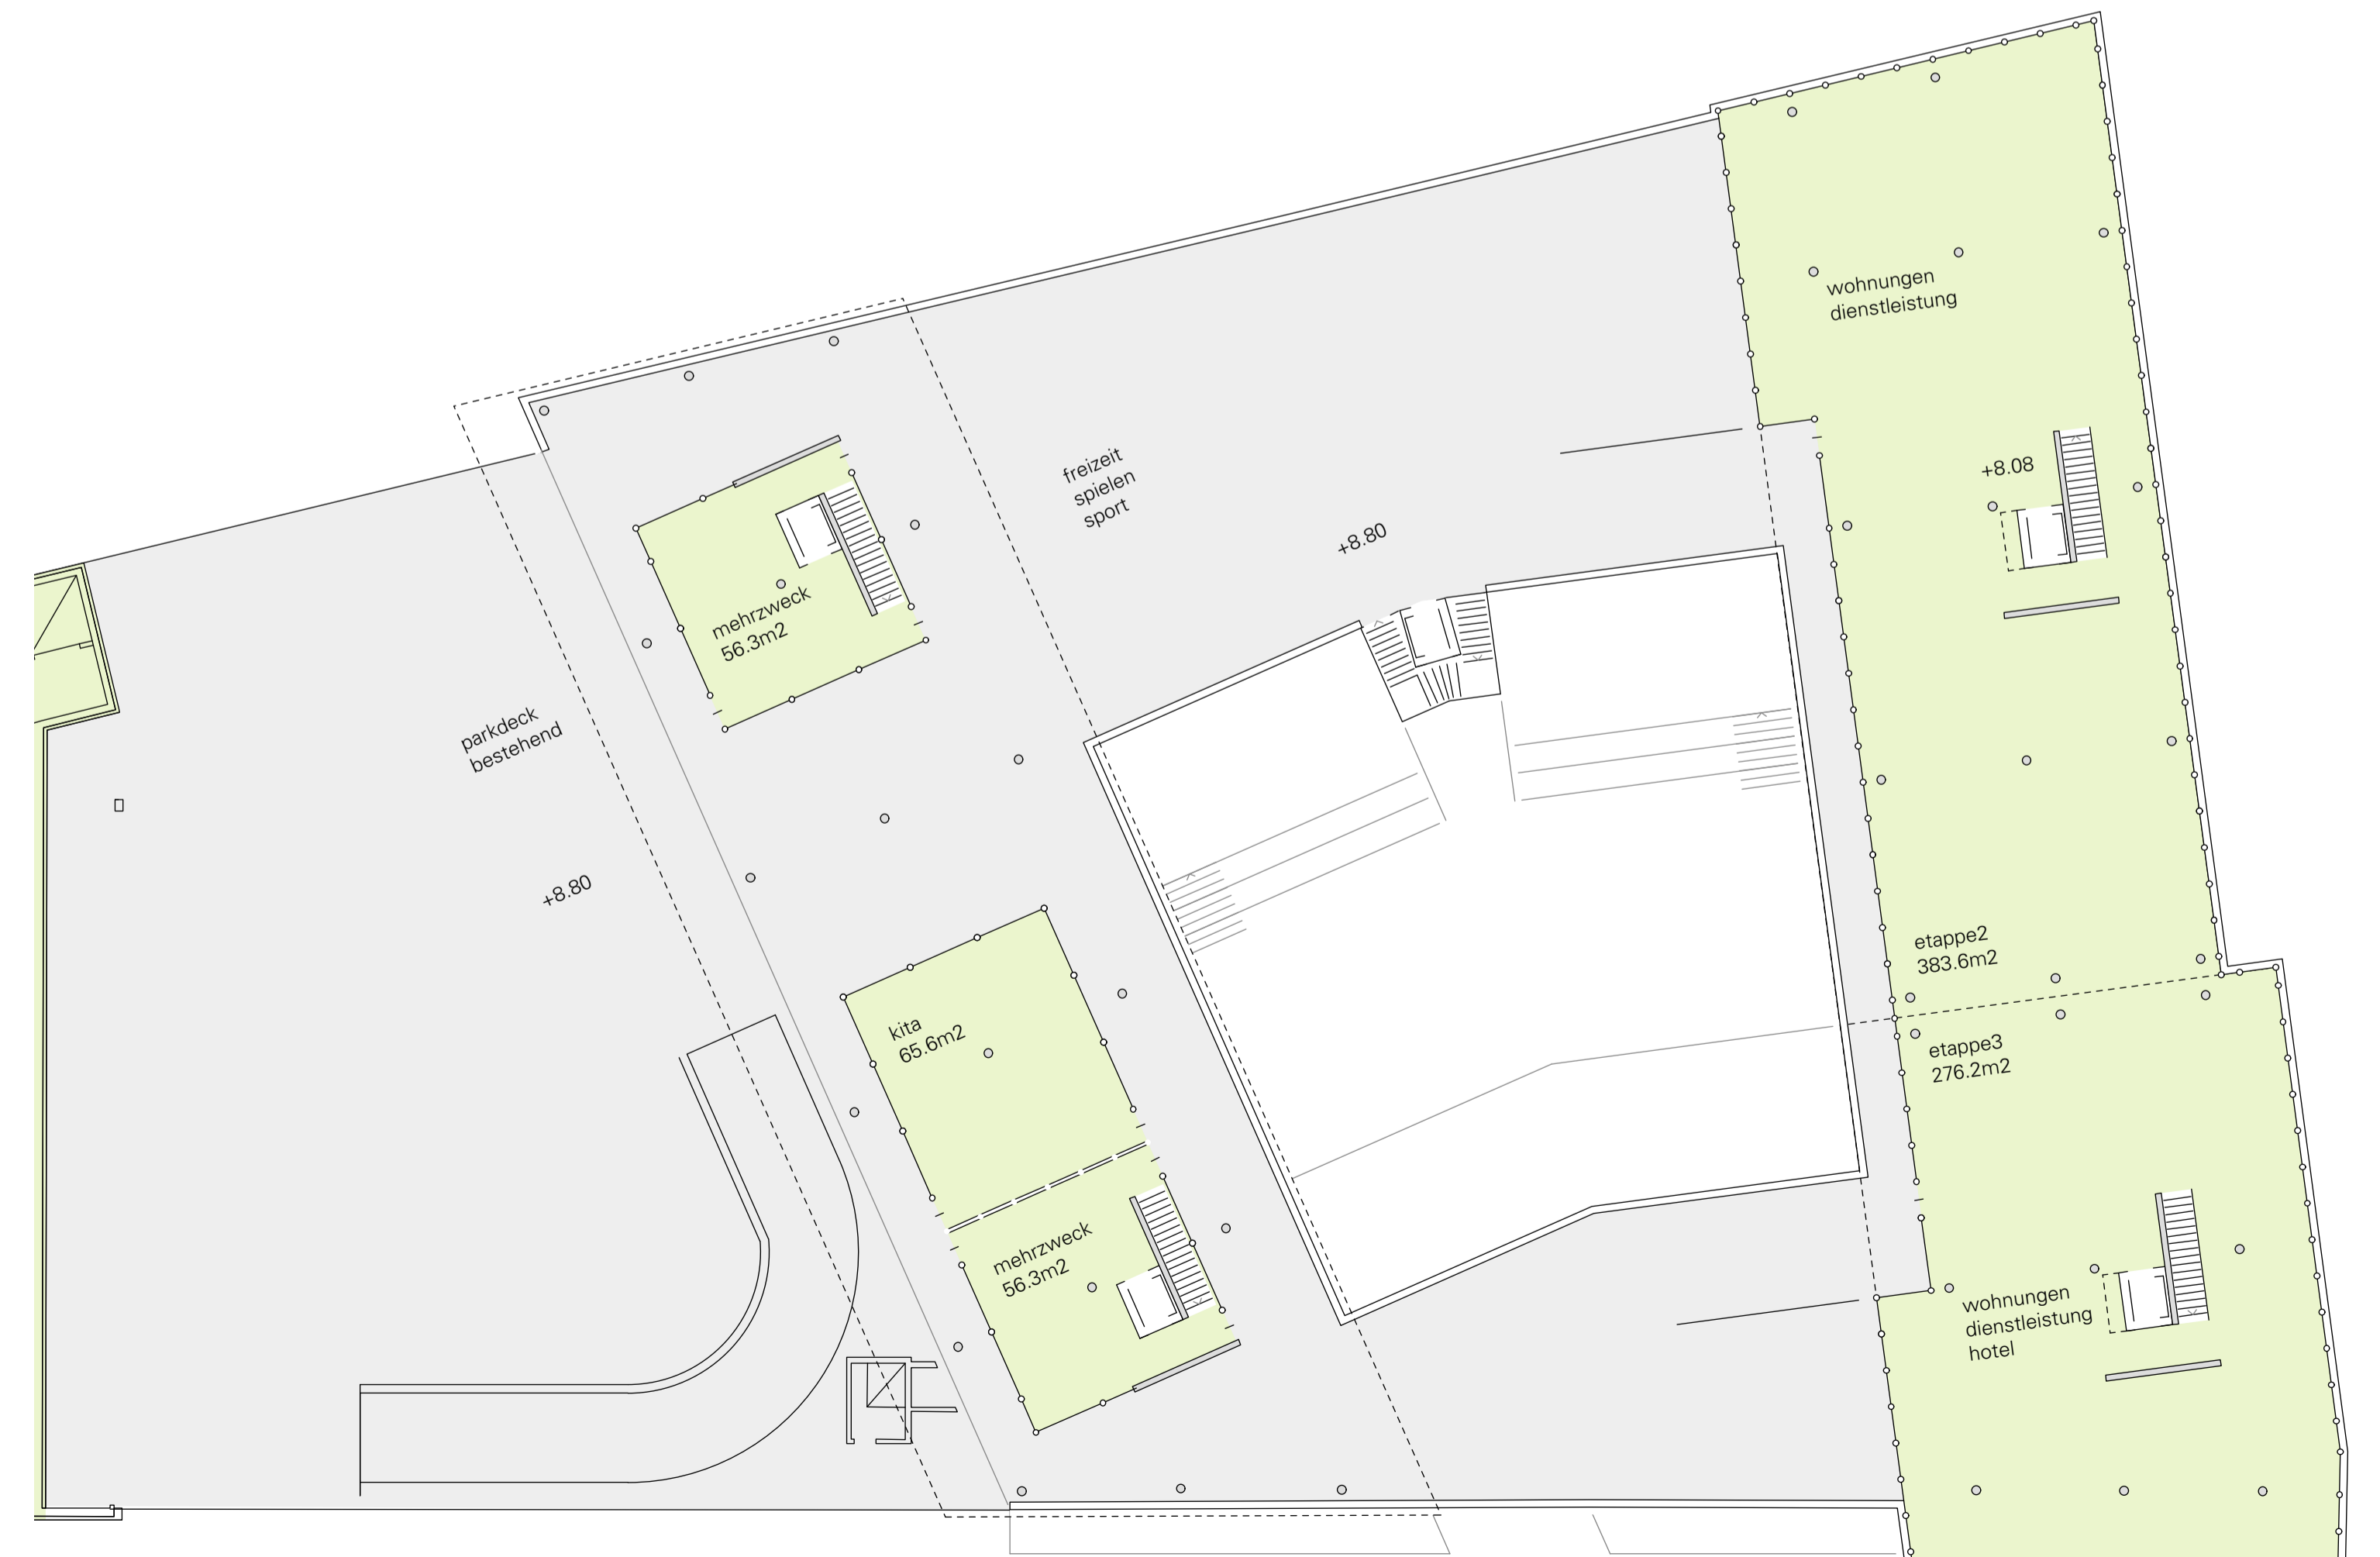 wohnungen
dienstleistung
+8.08
freizeit
spielen
sport
+8.80
mehrzweck
56.3m2
parkdeck
bestehend
+8.80
etappe2
383.6m2
kita
65.6m2
etappe3
276.2m2
mehrzweck
56.3m2
wohnungen
dienstleistung
hotel